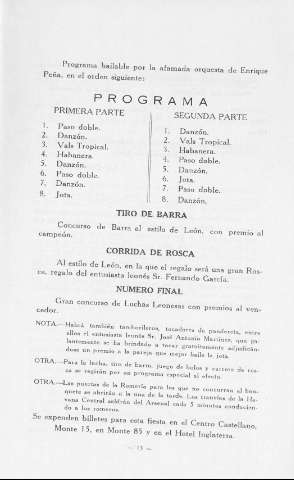 Programa bailable por la afamada orquesta de Enrique
Peña, en el orden siguiente:
PROGRAMA
PRIMERA PARTE
1. Paso doble.
2. Danzón.
3. Vals Tropical.
4. Habanera.
5. Danzón.
6. Paso doble.
7. Danzón.
8. Jota.
SEGUNDA PARTE
1. Danzón.
2. Vals Tropical.
3. Habanera.
4. Paso doble.
5. Danzón.
6. Jota.
7. Paso doble.
8. Danzón.
TIRO DE BARRA
Concurso de Barra al estilo de León, con premio al
campeón.
CORRIDA DE ROSCA
Al estilo de León, en la que el regalo será una gran Ros-
ca, regalo del entusiasta leonés Sr. Fernando García.
NUMERO FINAL
Gran concurso de Luchas Leonesas con premios al ven-
cedor.
NOTA.—Habrá también tamborileros, tocadores de pandereta, entre
ellos el entusiasta leonés Sr. José Antonio Martínez, que ga-
lantemente se ha brindado a tocar gratuitamente adjudicán-
dose un premio a la pareja que mejor baile la jota.
OTRA.—Para la lucha, tiro de barra, juego de bolos y carrera de ros-
ca se regirán por un programa especial al efecto.
OTRA.—Las puertas de la Romería para los que no concurran al ban-
quete se abrirán a la una de la tarde. Los tranvías de la Ha-
vana Central saldrán del Arsenal cada 5 minutos conducien-
do a los romeros.
Se expenden billetes para esta fiesta en el Centro Castellano,
Monte 15, en Monte 85 y en el Hotel Inglaterra.
— 13 —